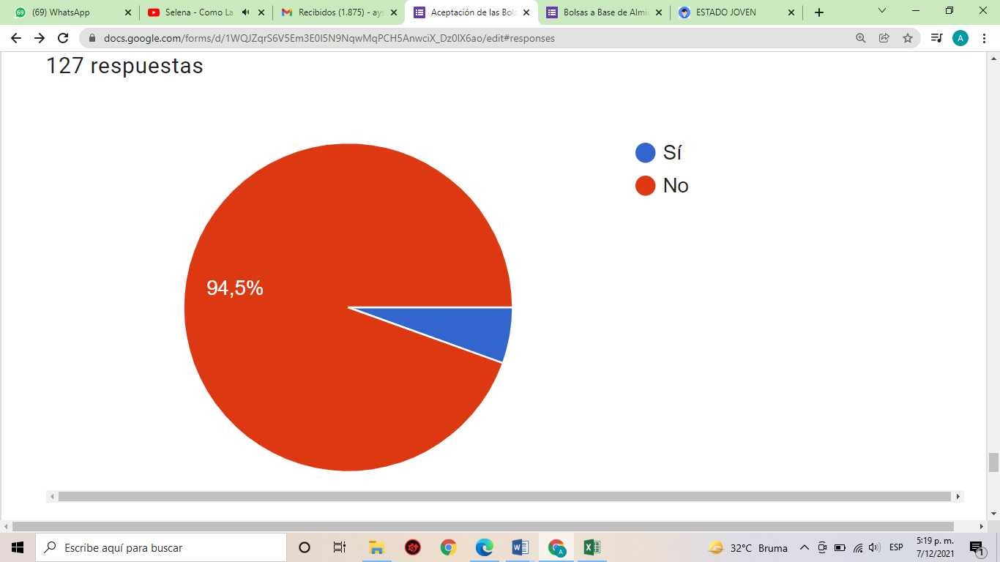 (69) WhatsApp
Selena - Como La
Recibidos (1.875) - ays
Aceptación de las Bols
Bolsas a Base de Almi
ESTADO JOVEN
docs.google.com/forms/d/1WQJZqrS6V5Em3E0I5N9NqwMqPCH5AnwciX_Dz0lX6ao/edit#responses
A
127 respuestas
Sí
No
94,5%
Escribe aquí para buscar
32°C Bruma
ESP
5:19 p. m.
7/12/2021
1